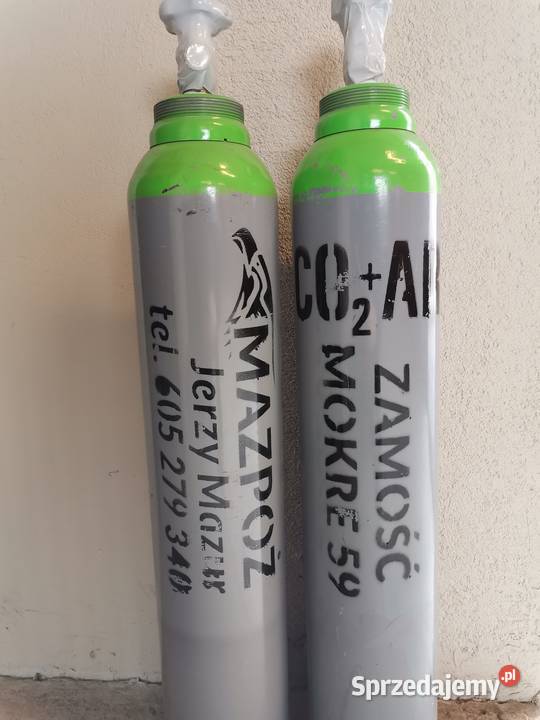 MAZPOŻ
Jerzy Mazur
tel. 605 279 340
CO₂+AR
ZAMOŚĆ
MOKRE 59
Sprzedajemy.pl